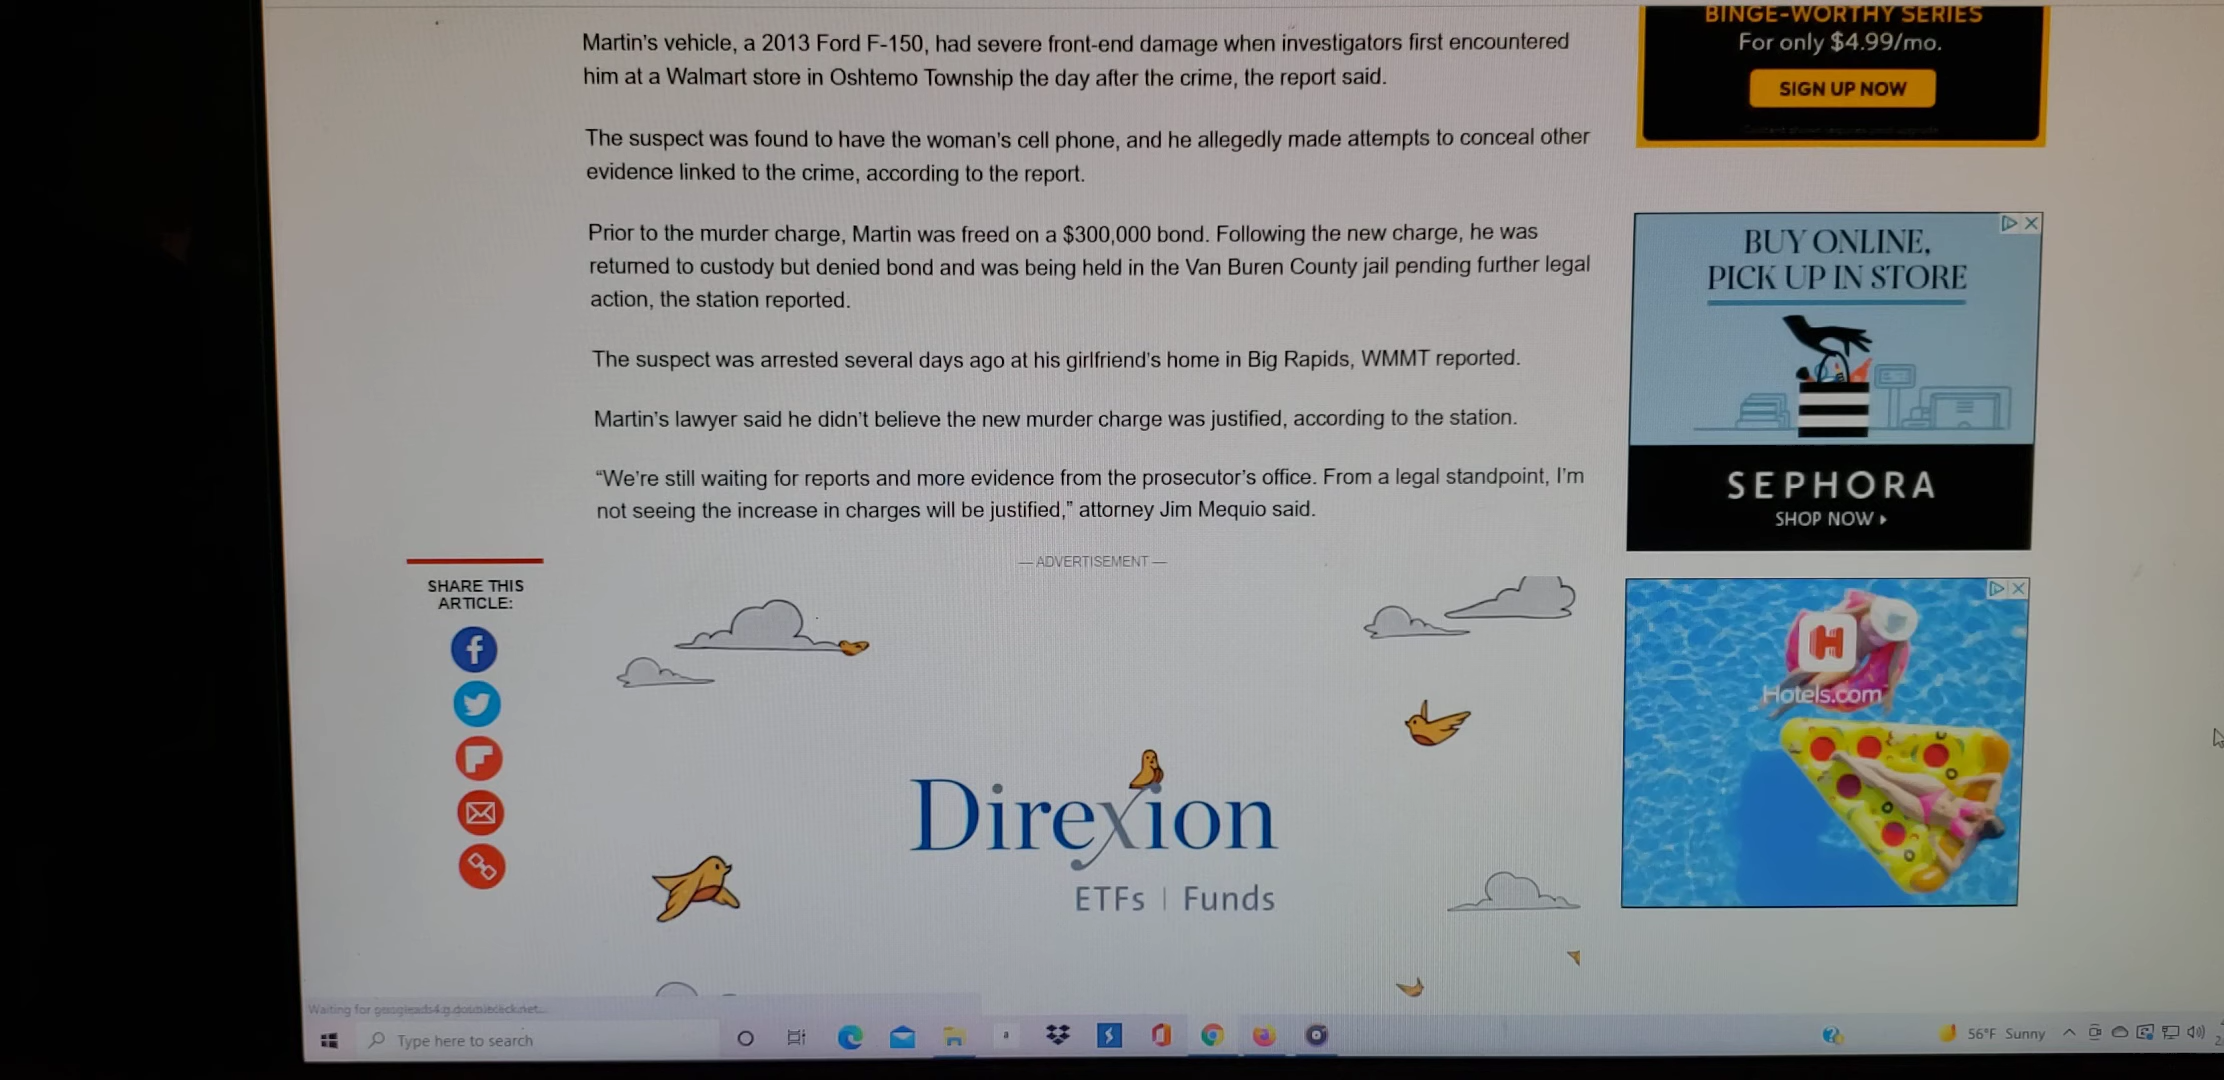 Martin's vehicle, a 2013 Ford F-150, had severe front-end damage when investigators first encountered
him at a Walmart store in Oshtemo Township the day after the crime, the report said.
The suspect was found to have the woman's cell phone, and he allegedly made attempts to conceal other
evidence linked to the crime, according to the report.
Prior to the murder charge, Martin was freed on a $300,000 bond. Following the new charge, he was
returned to custody but denied bond and was being held in the Van Buren County jail pending further legal
action, the station reported.
The suspect was arrested several days ago at his girlfriend's home in Big Rapids, WMMT reported.
Martin's lawyer said he didn't believe the new murder charge was justified, according to the station.
“We're still waiting for reports and more evidence from the prosecutor's office. From a legal standpoint, I'm
not seeing the increase in charges will be justified,” attorney Jim Mequio said.
— ADVERTISEMENT —
SHARE THIS
ARTICLE:
Direxion
ETFs | Funds
BINGE-WORTHY SERIES
For only $4.99/mo.
SIGN UP NOW
BUY ONLINE,
PICK UP IN STORE
SEPHORA
SHOP NOW
H
Hotels.com
Waiting for googleads4.g.doubleclick.net...
Type here to search
a
56°F Sunny